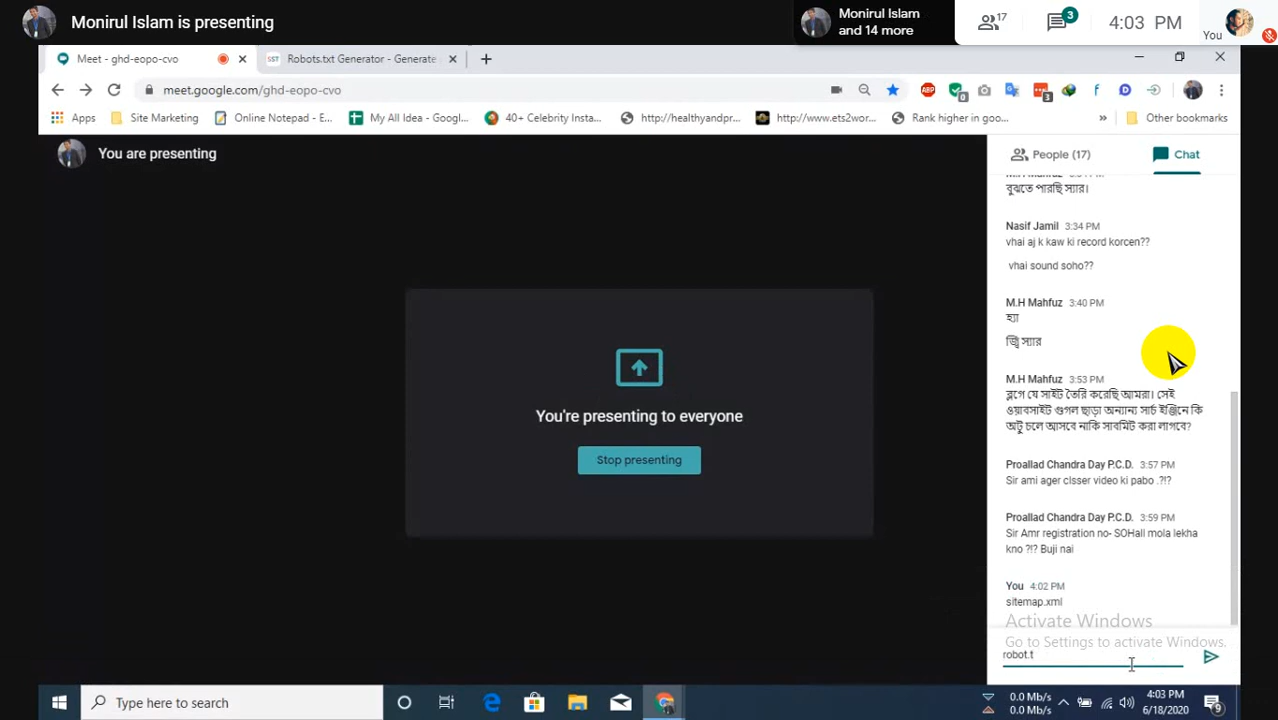 Monirul Islam is presenting
Monirul Islam
and 14 more
17
3
4:03 PM
You
Meet - ghd-eopo-cvo
SST
Robots.txt Generator - Generate
meet.google.com/ghd-eopo-cvo
ABP
0
3
Apps
Site Marketing
Online Notepad - E...
My All Idea - Googl...
40+ Celebrity Insta...
http://healthyandpr...
http://www.ets2wor...
Rank higher in goo...
»
Other bookmarks
You are presenting
People (17)
Chat
বুঝতে পারছি স্যার।
Nasif Jamil 3:34 PM
vhai aj k kaw ki record korcen??
vhai sound soho??
M.H Mahfuz 3:40 PM
হ্যা
জ্বি স্যার
M.H Mahfuz 3:53 PM
ব্লগে যে সাইট তৈরি করেছি আমরা। সেই
ওয়াবসাইট গুগল ছাড়া অন্যান্য সার্চ ইঞ্জিনে কি
অটু চলে আসবে নাকি সাবমিট করা লাগবে?
Proallad Chandra Day P.C.D. 3:57 PM
Sir ami ager clsser video ki pabo .?!?
Proallad Chandra Day P.C.D. 3:59 PM
Sir Amr registration no- SOHall mola lekha
kno ?!? Buji nai
You 4:02 PM
sitemap.xml
You're presenting to everyone
Stop presenting
Activate Windows
Go to Settings to activate Windows.
robot.t
Type here to search
0.0 Mb/s
0.0 Mb/s
4:03 PM
6/18/2020
9